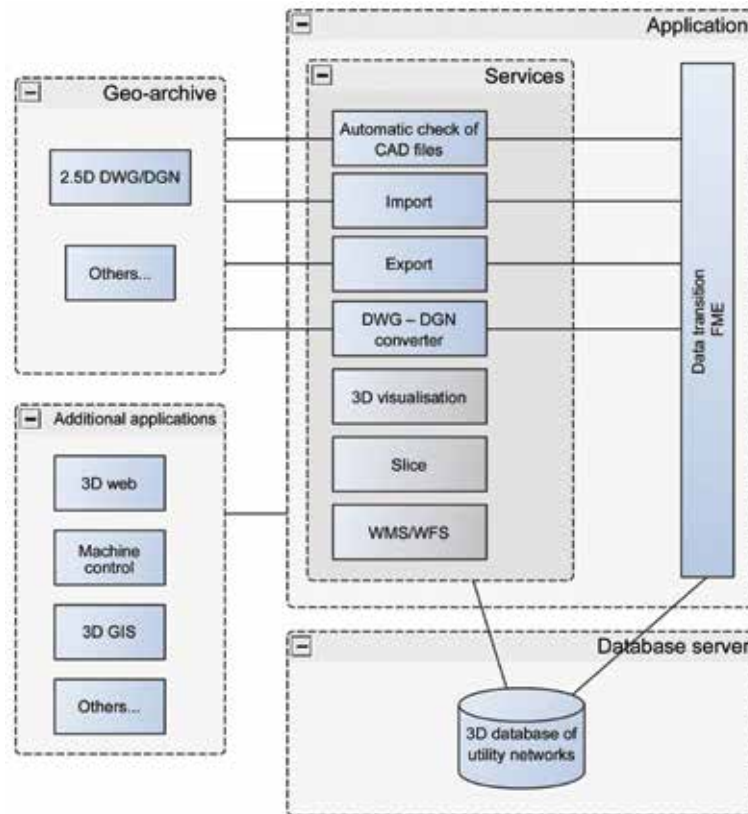 Application
Services
Automatic check of
CAD files
Import
Export
DWG – DGN
converter
3D visualisation
Slice
WMS/WFS
Data transition
FME
Geo-archive
2.5D DWG/DGN
Others...
Additional applications
3D web
Machine
control
3D GIS
Others...
Database server
3D database of
utility networks